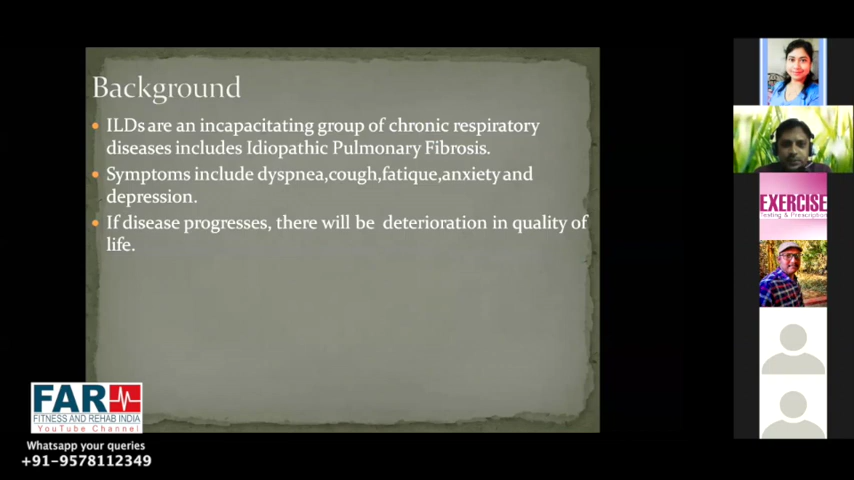 Background
ILDs are an incapacitating group of chronic respiratory
diseases includes Idiopathic Pulmonary Fibrosis.
Symptoms include dyspnea,cough,fatique,anxiety and
depression.
If disease progresses, there will be deterioration in quality of
life.
EXERCISE
Testing & Prescription
FAR
FITNESS AND REHAB INDIA
YouTube Channel
Whatsapp your queries
+91-9578112349